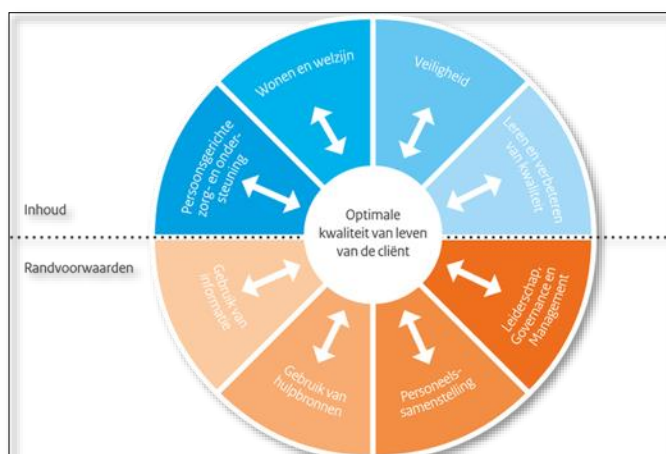 Wonen en welzijn
Veiligheid
Persoonsgerichte
zorg- en onder-
steuning
Leren en verbeteren
van kwaliteit
Inhoud
Optimale
kwaliteit van leven
van de cliënt
Randvoorwaarden
Gebruik van
informatie
Leiderschap,
Governance en
Management
Gebruik van
hulpbronnen
Personeels-
samenstelling